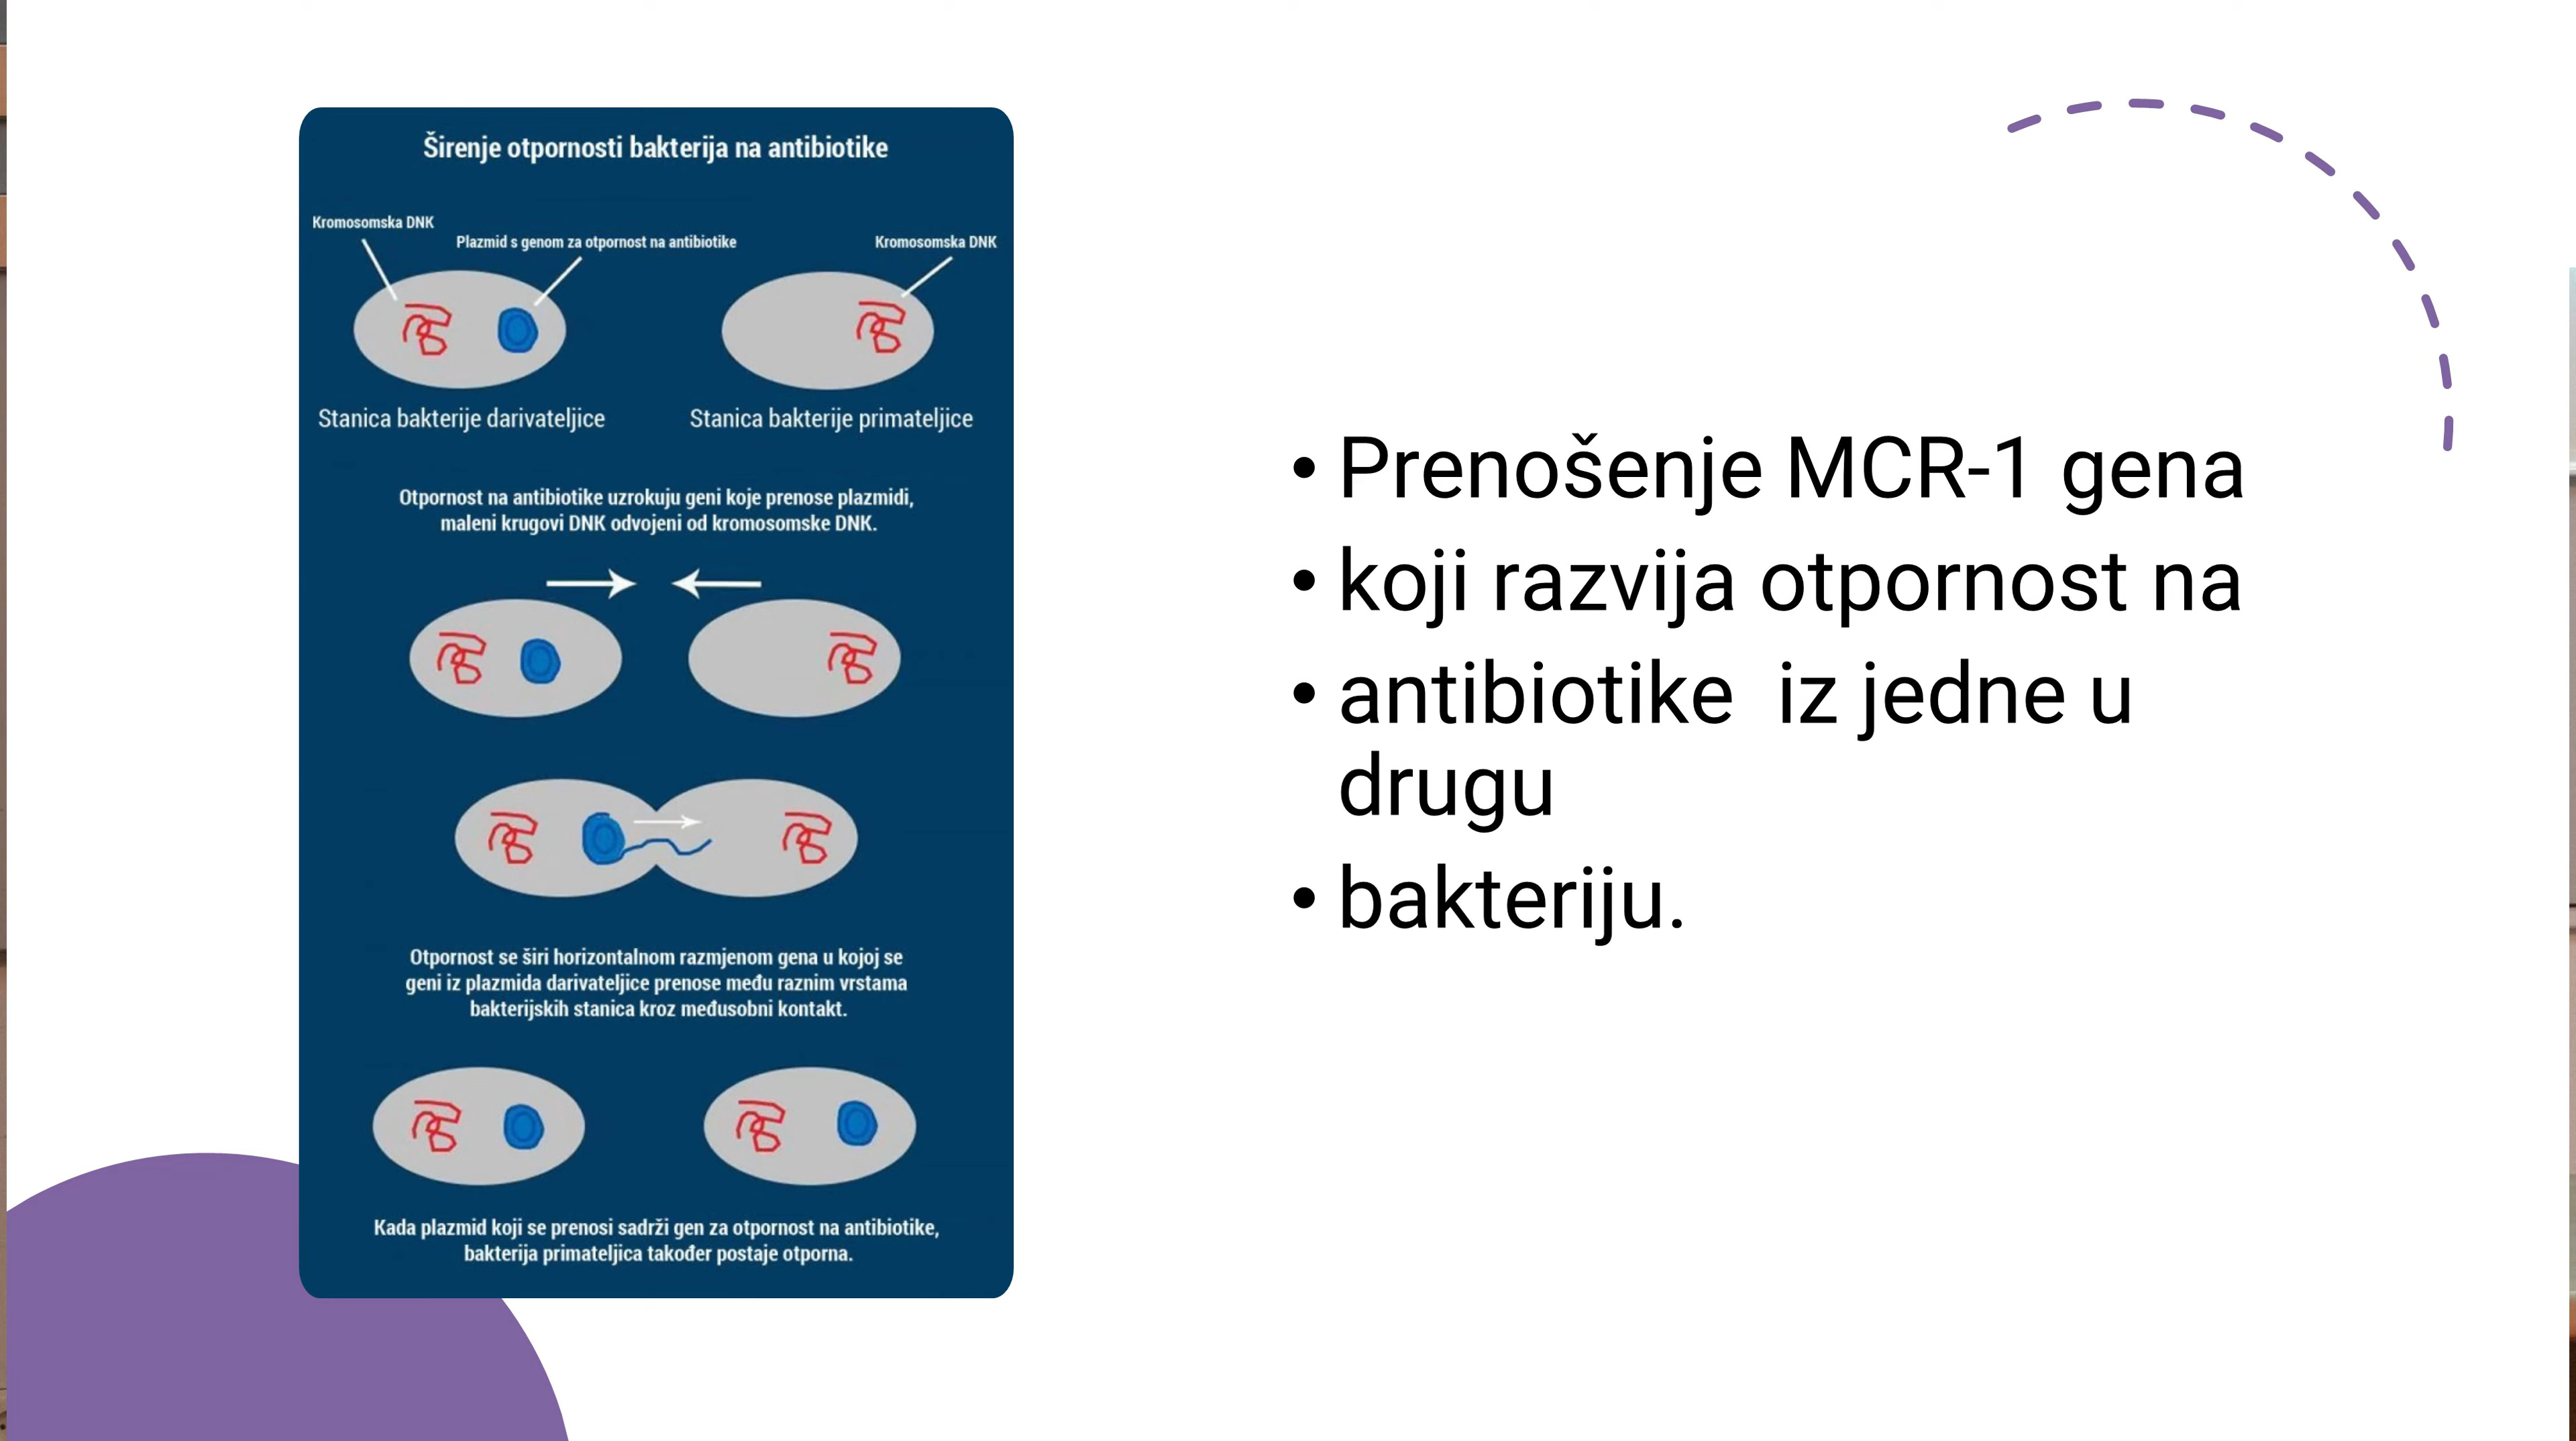 Širenje otpornosti bakterija na antibiotike
Kromosomska DNK
Plazmid s genom za otpornost na antibiotike
Kromosomska DNK
Stanica bakterije darivateljice
Stanica bakterije primateljice
Otpornost na antibiotike uzrokuju geni koje prenose plazmidi,
maleni krugovi DNK odvojeni od kromosomske DNK.
Otpornost se širi horizontalnom razmjenom gena u kojoj se
geni iz plazmida darivateljice prenose među raznim vrstama
bakterijskih stanica kroz međusobni kontakt.
Kada plazmid koji se prenosi sadrži gen za otpornost na antibiotike,
bakterija primateljica također postaje otporna.
• Prenošenje MCR-1 gena
• koji razvija otpornost na
• antibiotike  iz jedne u
drugu
• bakteriju.